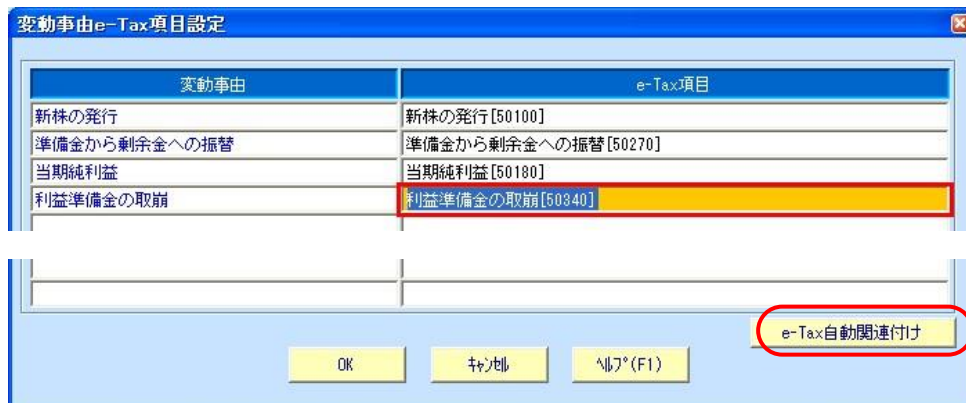 変動事由e-Tax項目設定
変動事由 e-Tax項目
新株の発行 新株の発行[50100]
準備金から剰余金への振替 準備金から剰余金への振替[50270]
当期純利益 当期純利益[50180]
利益準備金の取崩 利益準備金の取崩[50340]
e-Tax自動関連付け
OK ｷｬﾝｾﾙ ﾍﾙﾌﾟ(F1)